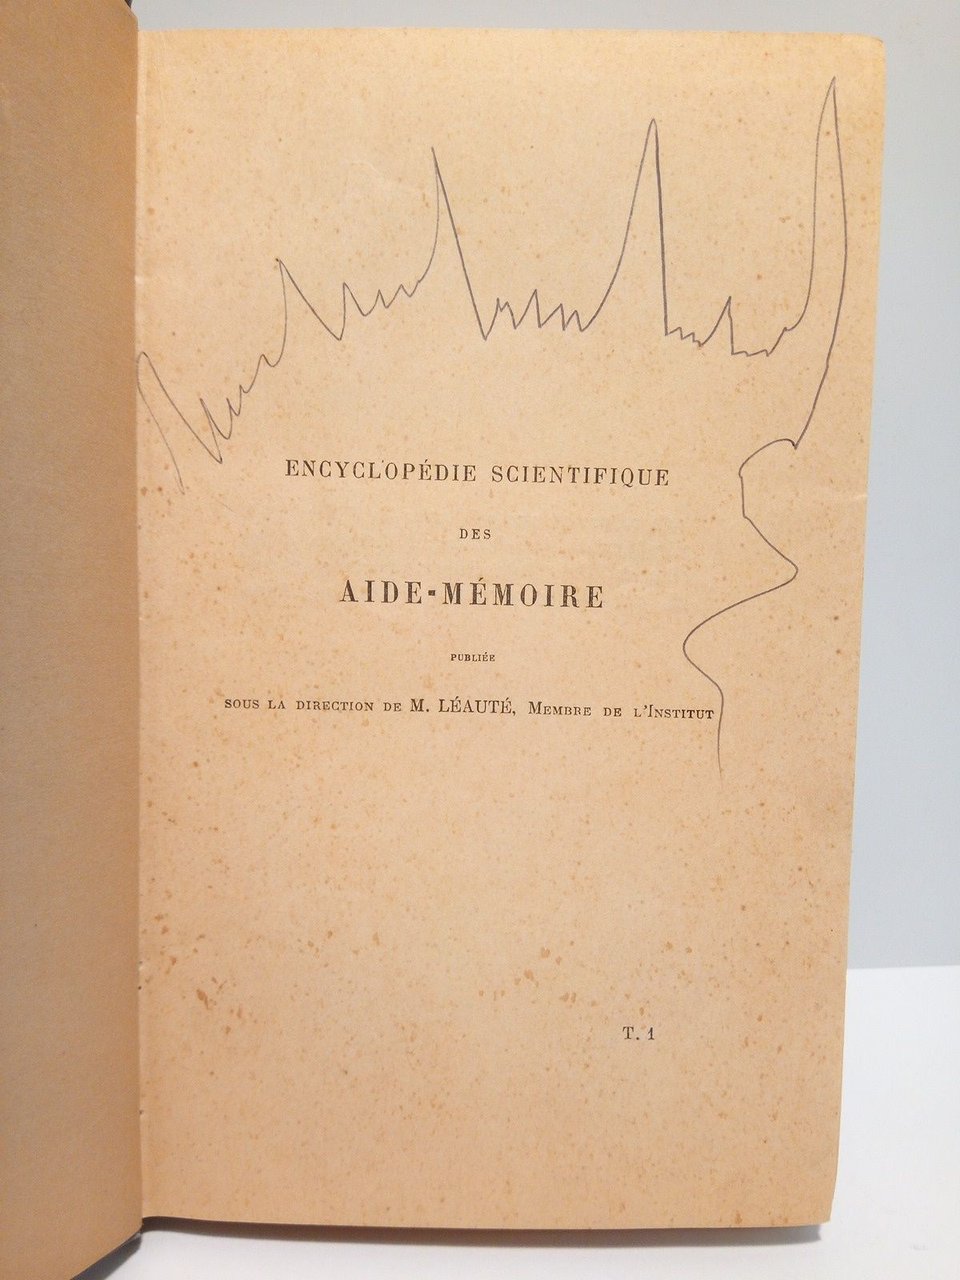 ENCYCLOPÉDIE SCIENTIFIQUE
DES
AIDE-MÉMOIRE
PUBLIÉE
SOUS LA DIRECTION DE M. LÉAUTÉ, MEMBRE DE L'INSTITUT
T. 1